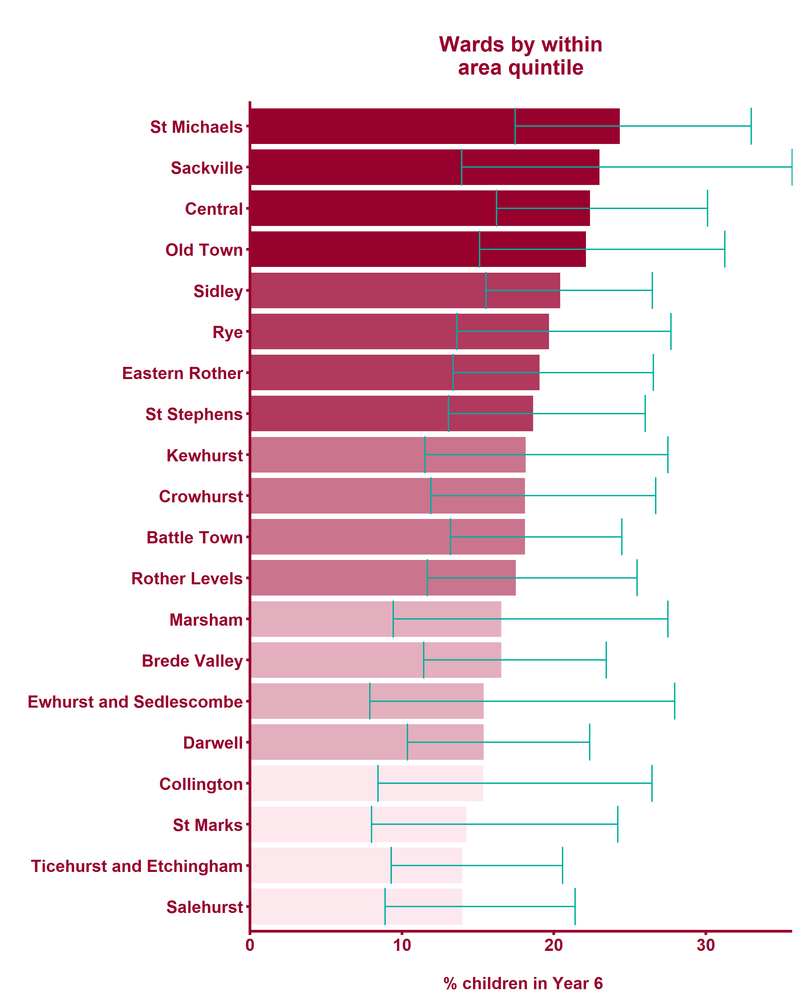 Wards by within
area quintile
St Michaels
Sackville
Central
Old Town
Sidley
Rye
Eastern Rother
St Stephens
Kewhurst
Crowhurst
Battle Town
Rother Levels
Marsham
Brede Valley
Ewhurst and Sedlescombe
Darwell
Collington
St Marks
Ticehurst and Etchingham
Salehurst
0 10 20 30
% children in Year 6